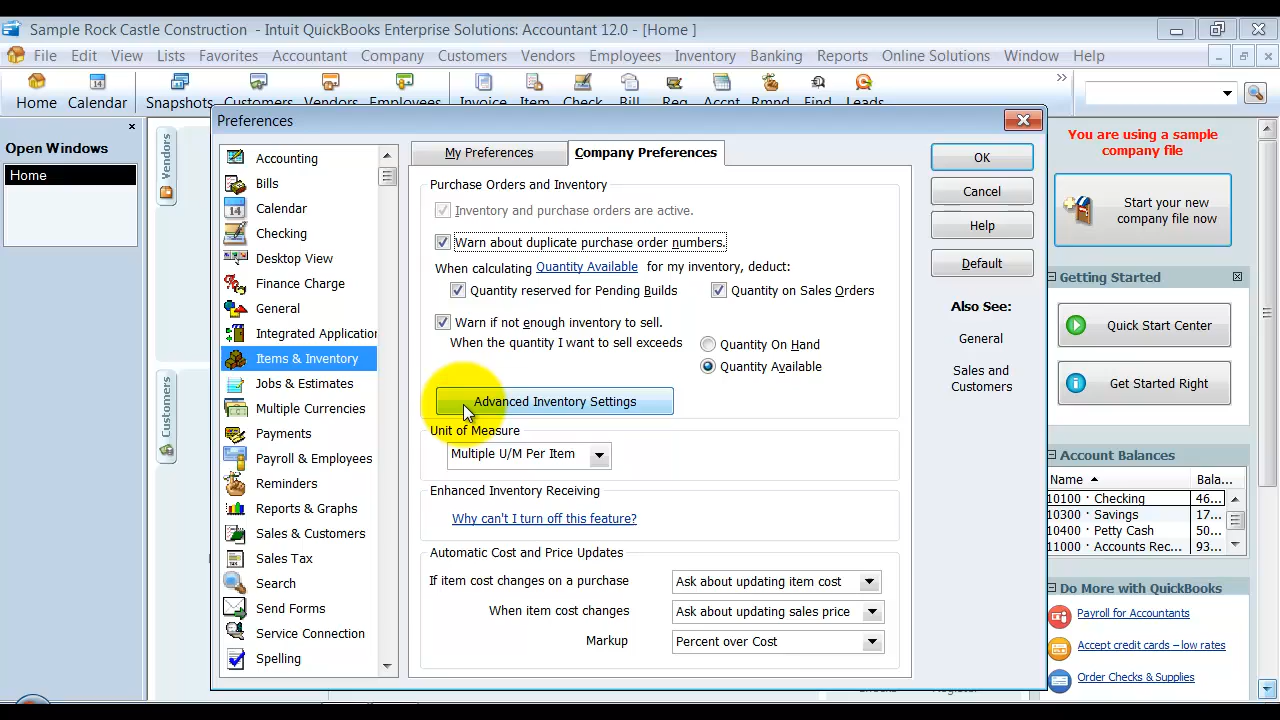 Sample Rock Castle Construction - Intuit QuickBooks Enterprise Solutions: Accountant 12.0 - [Home ]
File Edit View Lists Favorites Accountant Company Customers Vendors Employees Inventory Banking Reports Online Solutions Window Help
Home Calendar Snapshots Customers Vendors Employees Invoice Item Check Bill Reg Accnt Rmnd Find Leads
Open Windows
Home
Vendors
Customers
Preferences
Accounting
Bills
Calendar
Checking
Desktop View
Finance Charge
General
Integrated Application
Items & Inventory
Jobs & Estimates
Multiple Currencies
Payments
Payroll & Employees
Reminders
Reports & Graphs
Sales & Customers
Sales Tax
Search
Send Forms
Service Connection
Spelling
My Preferences Company Preferences
Purchase Orders and Inventory
Inventory and purchase orders are active.
Warn about duplicate purchase order numbers.
When calculating Quantity Available for my inventory, deduct:
Quantity reserved for Pending Builds Quantity on Sales Orders
Warn if not enough inventory to sell.
When the quantity I want to sell exceeds
Quantity On Hand
Quantity Available
Advanced Inventory Settings
Unit of Measure
Multiple U/M Per Item
Enhanced Inventory Receiving
Why can't I turn off this feature?
Automatic Cost and Price Updates
If item cost changes on a purchase Ask about updating item cost
When item cost changes Ask about updating sales price
Markup Percent over Cost
OK
Cancel
Help
Default
Also See:
General
Sales and
Customers
You are using a sample
company file
Start your new
company file now
Getting Started
Quick Start Center
Get Started Right
Account Balances
Name Bala...
10100 · Checking 46...
10300 · Savings 17...
10400 · Petty Cash 50...
11000 · Accounts Rec... 93...
Do More with QuickBooks
Payroll for Accountants
Accept credit cards – low rates
Order Checks & Supplies